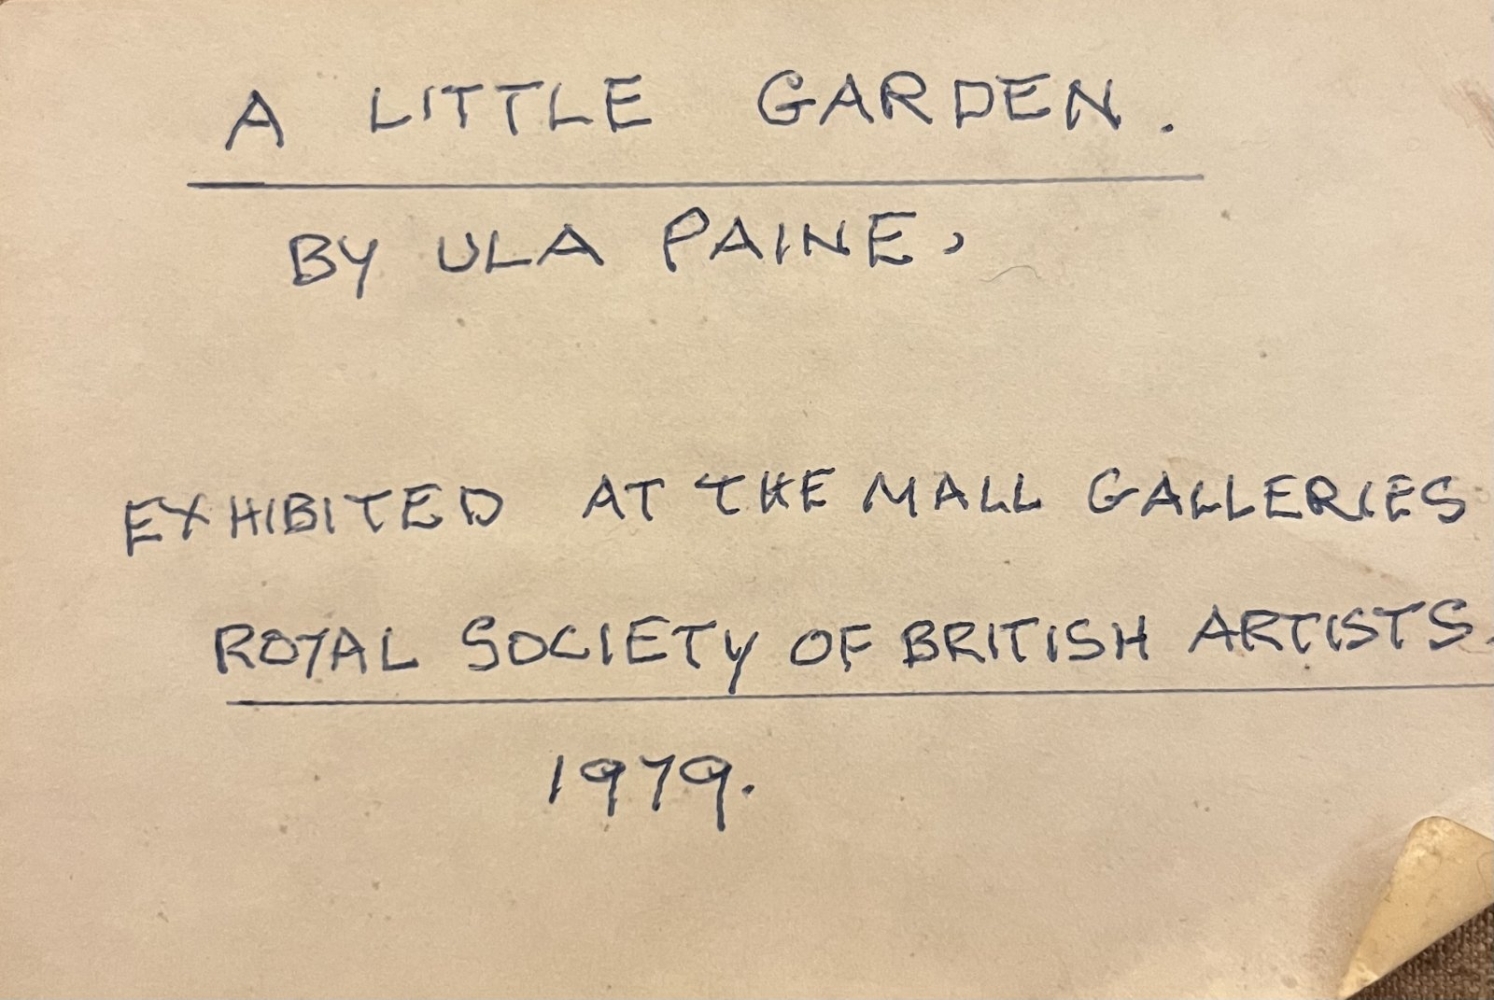 A LITTLE GARDEN.
BY ULA PAINE,
EXHIBITED AT THE MALL GALLERIES
ROYAL SOCIETY OF BRITISH ARTISTS.
1979.